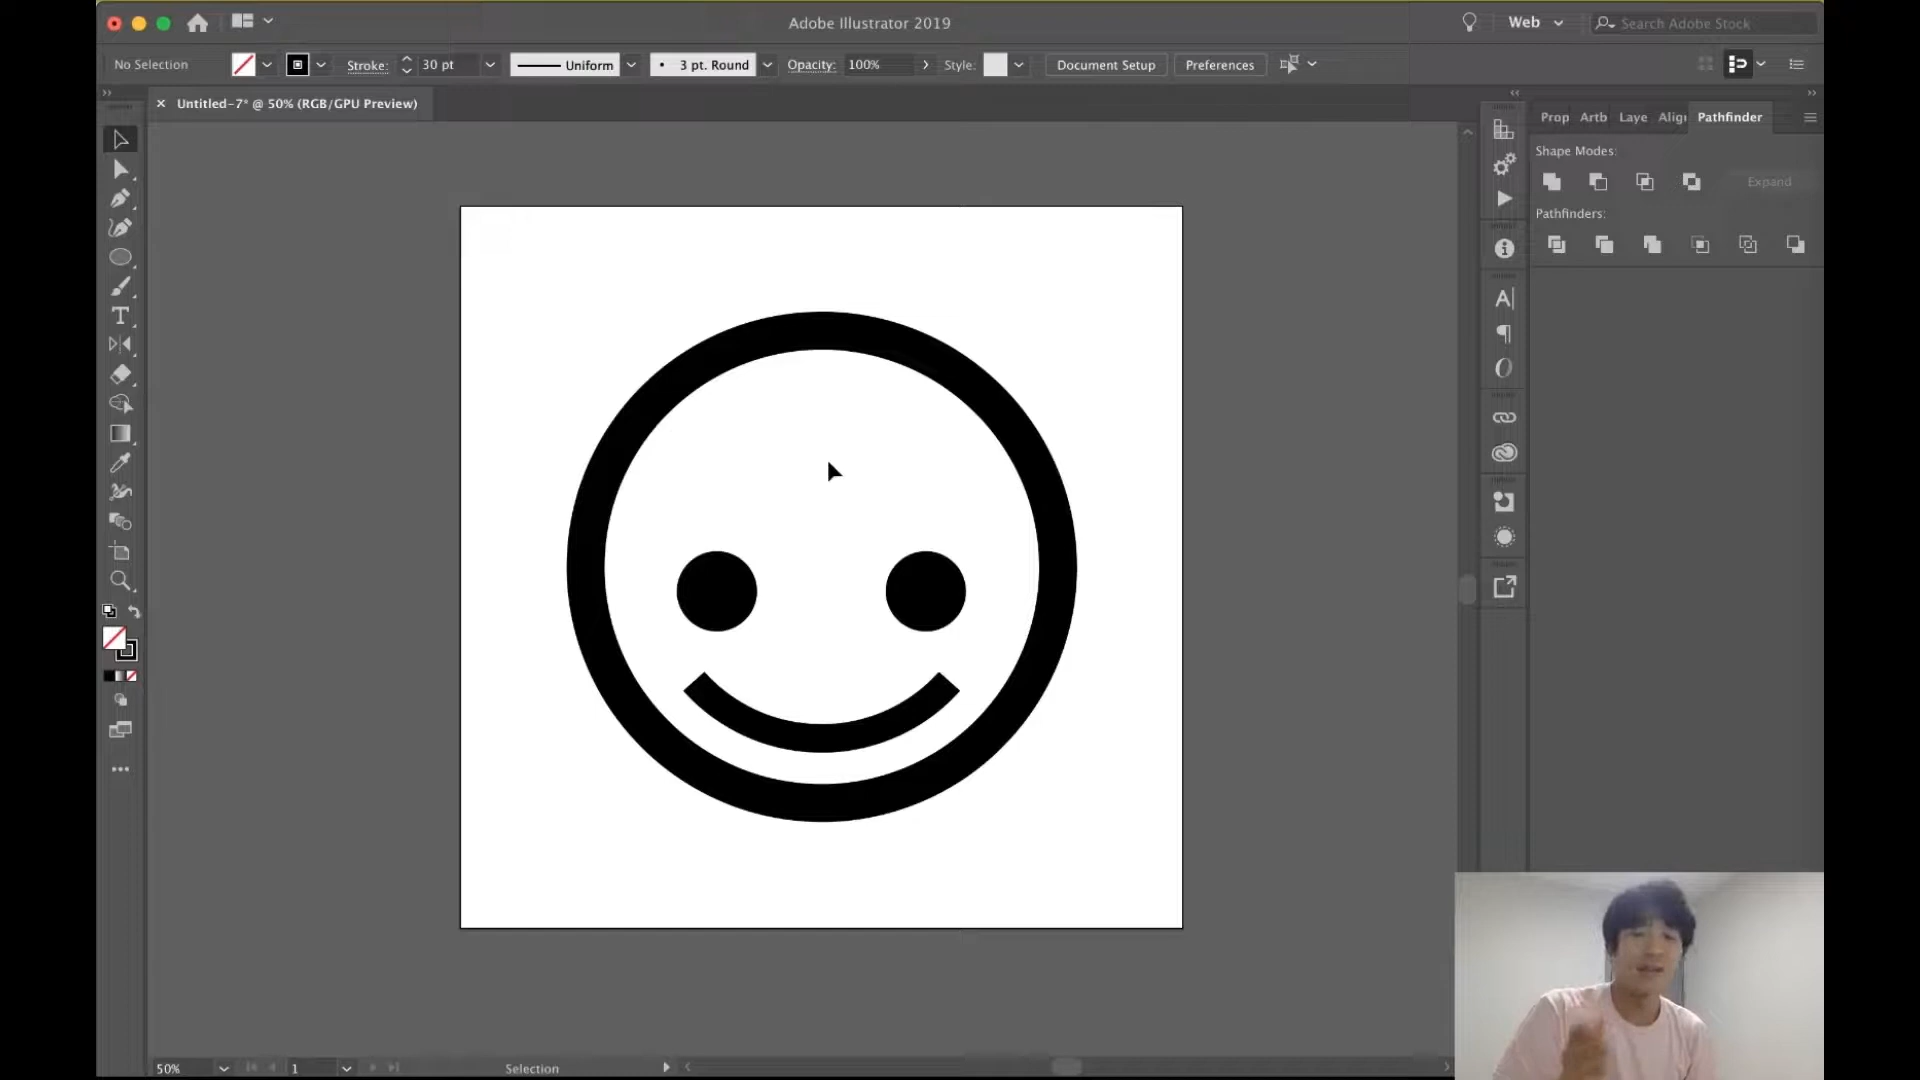 Adobe Illustrator 2019
Web
Search Adobe Stock
No Selection
Stroke:
30 pt
Uniform
3 pt. Round
Opacity:
100%
Style:
Document Setup
Preferences
Untitled-7* @ 50% (RGB/GPU Preview)
Prop
Artb
Laye
Alig
Pathfinder
Shape Modes:
Expand
Pathfinders:
50%
1
Selection